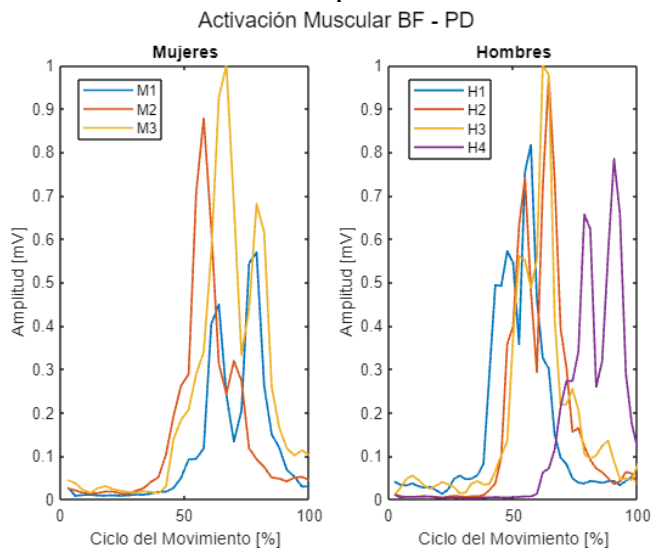 Activación Muscular BF - PD
Mujeres
1
0.9
0.8
0.7
0.6
0.5
0.4
0.3
0.2
0.1
0
Amplitud [mV]
M1
M2
M3
0
50
100
Ciclo del Movimiento [%]
Hombres
1
0.9
0.8
0.7
0.6
0.5
0.4
0.3
0.2
0.1
0
Amplitud [mV]
H1
H2
H3
H4
0
50
100
Ciclo del Movimiento [%]